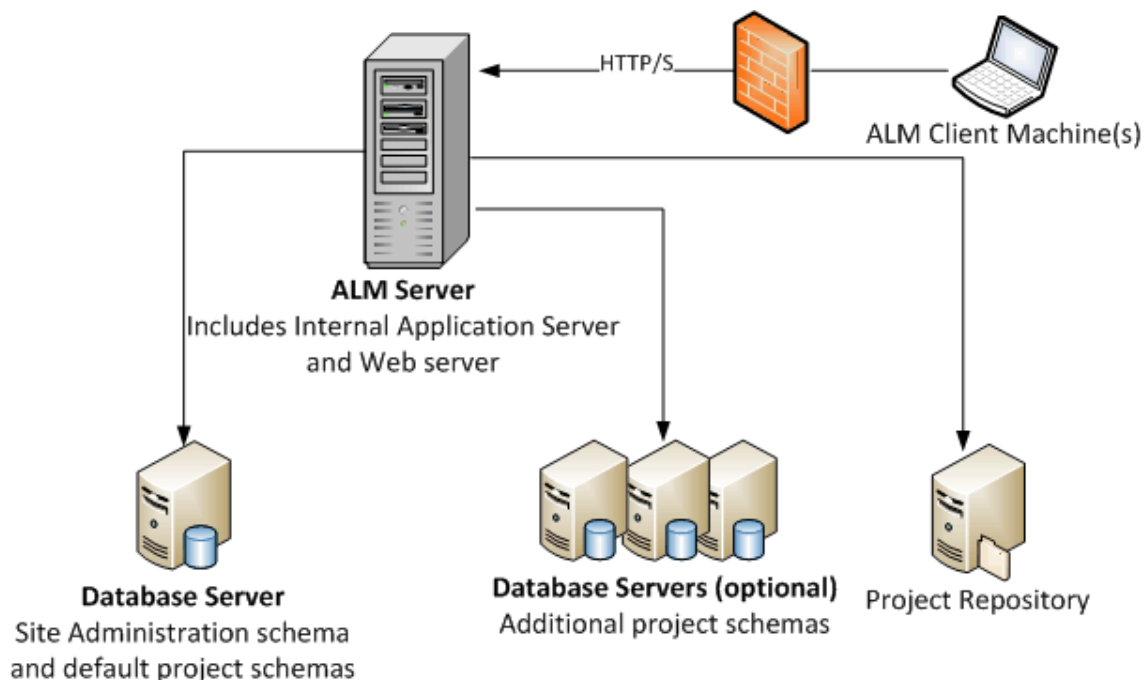 HTTP/S
ALM Client Machine(s)
ALM Server
Includes Internal Application Server
and Web server
Database Server
Site Administration schema
and default project schemas
Database Servers (optional)
Additional project schemas
Project Repository